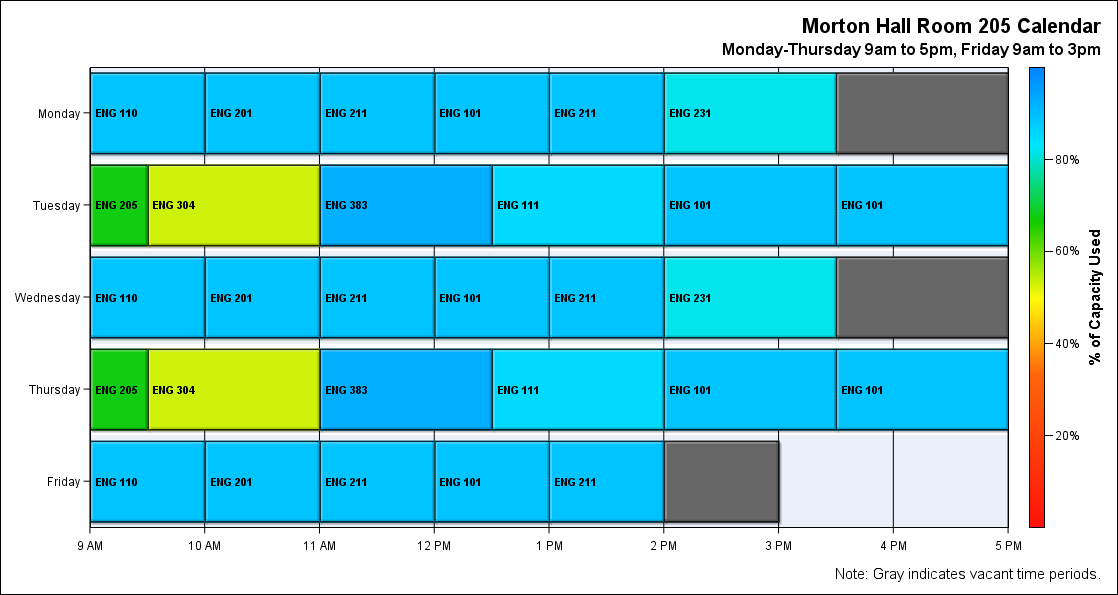 Morton Hall Room 205 Calendar
Monday-Thursday 9am to 5pm, Friday 9am to 3pm
Monday ENG 110 ENG 201 ENG 211 ENG 101 ENG 211 ENG 231
80%
Tuesday ENG 205 ENG 304 ENG 383 ENG 111 ENG 101 ENG 101
60%
Wednesday ENG 110 ENG 201 ENG 211 ENG 101 ENG 211 ENG 231
% of Capacity Used
40%
Thursday ENG 205 ENG 304 ENG 383 ENG 111 ENG 101 ENG 101
20%
Friday ENG 110 ENG 201 ENG 211 ENG 101 ENG 211
9 AM 10 AM 11 AM 12 PM 1 PM 2 PM 3 PM 4 PM 5 PM
Note: Gray indicates vacant time periods.